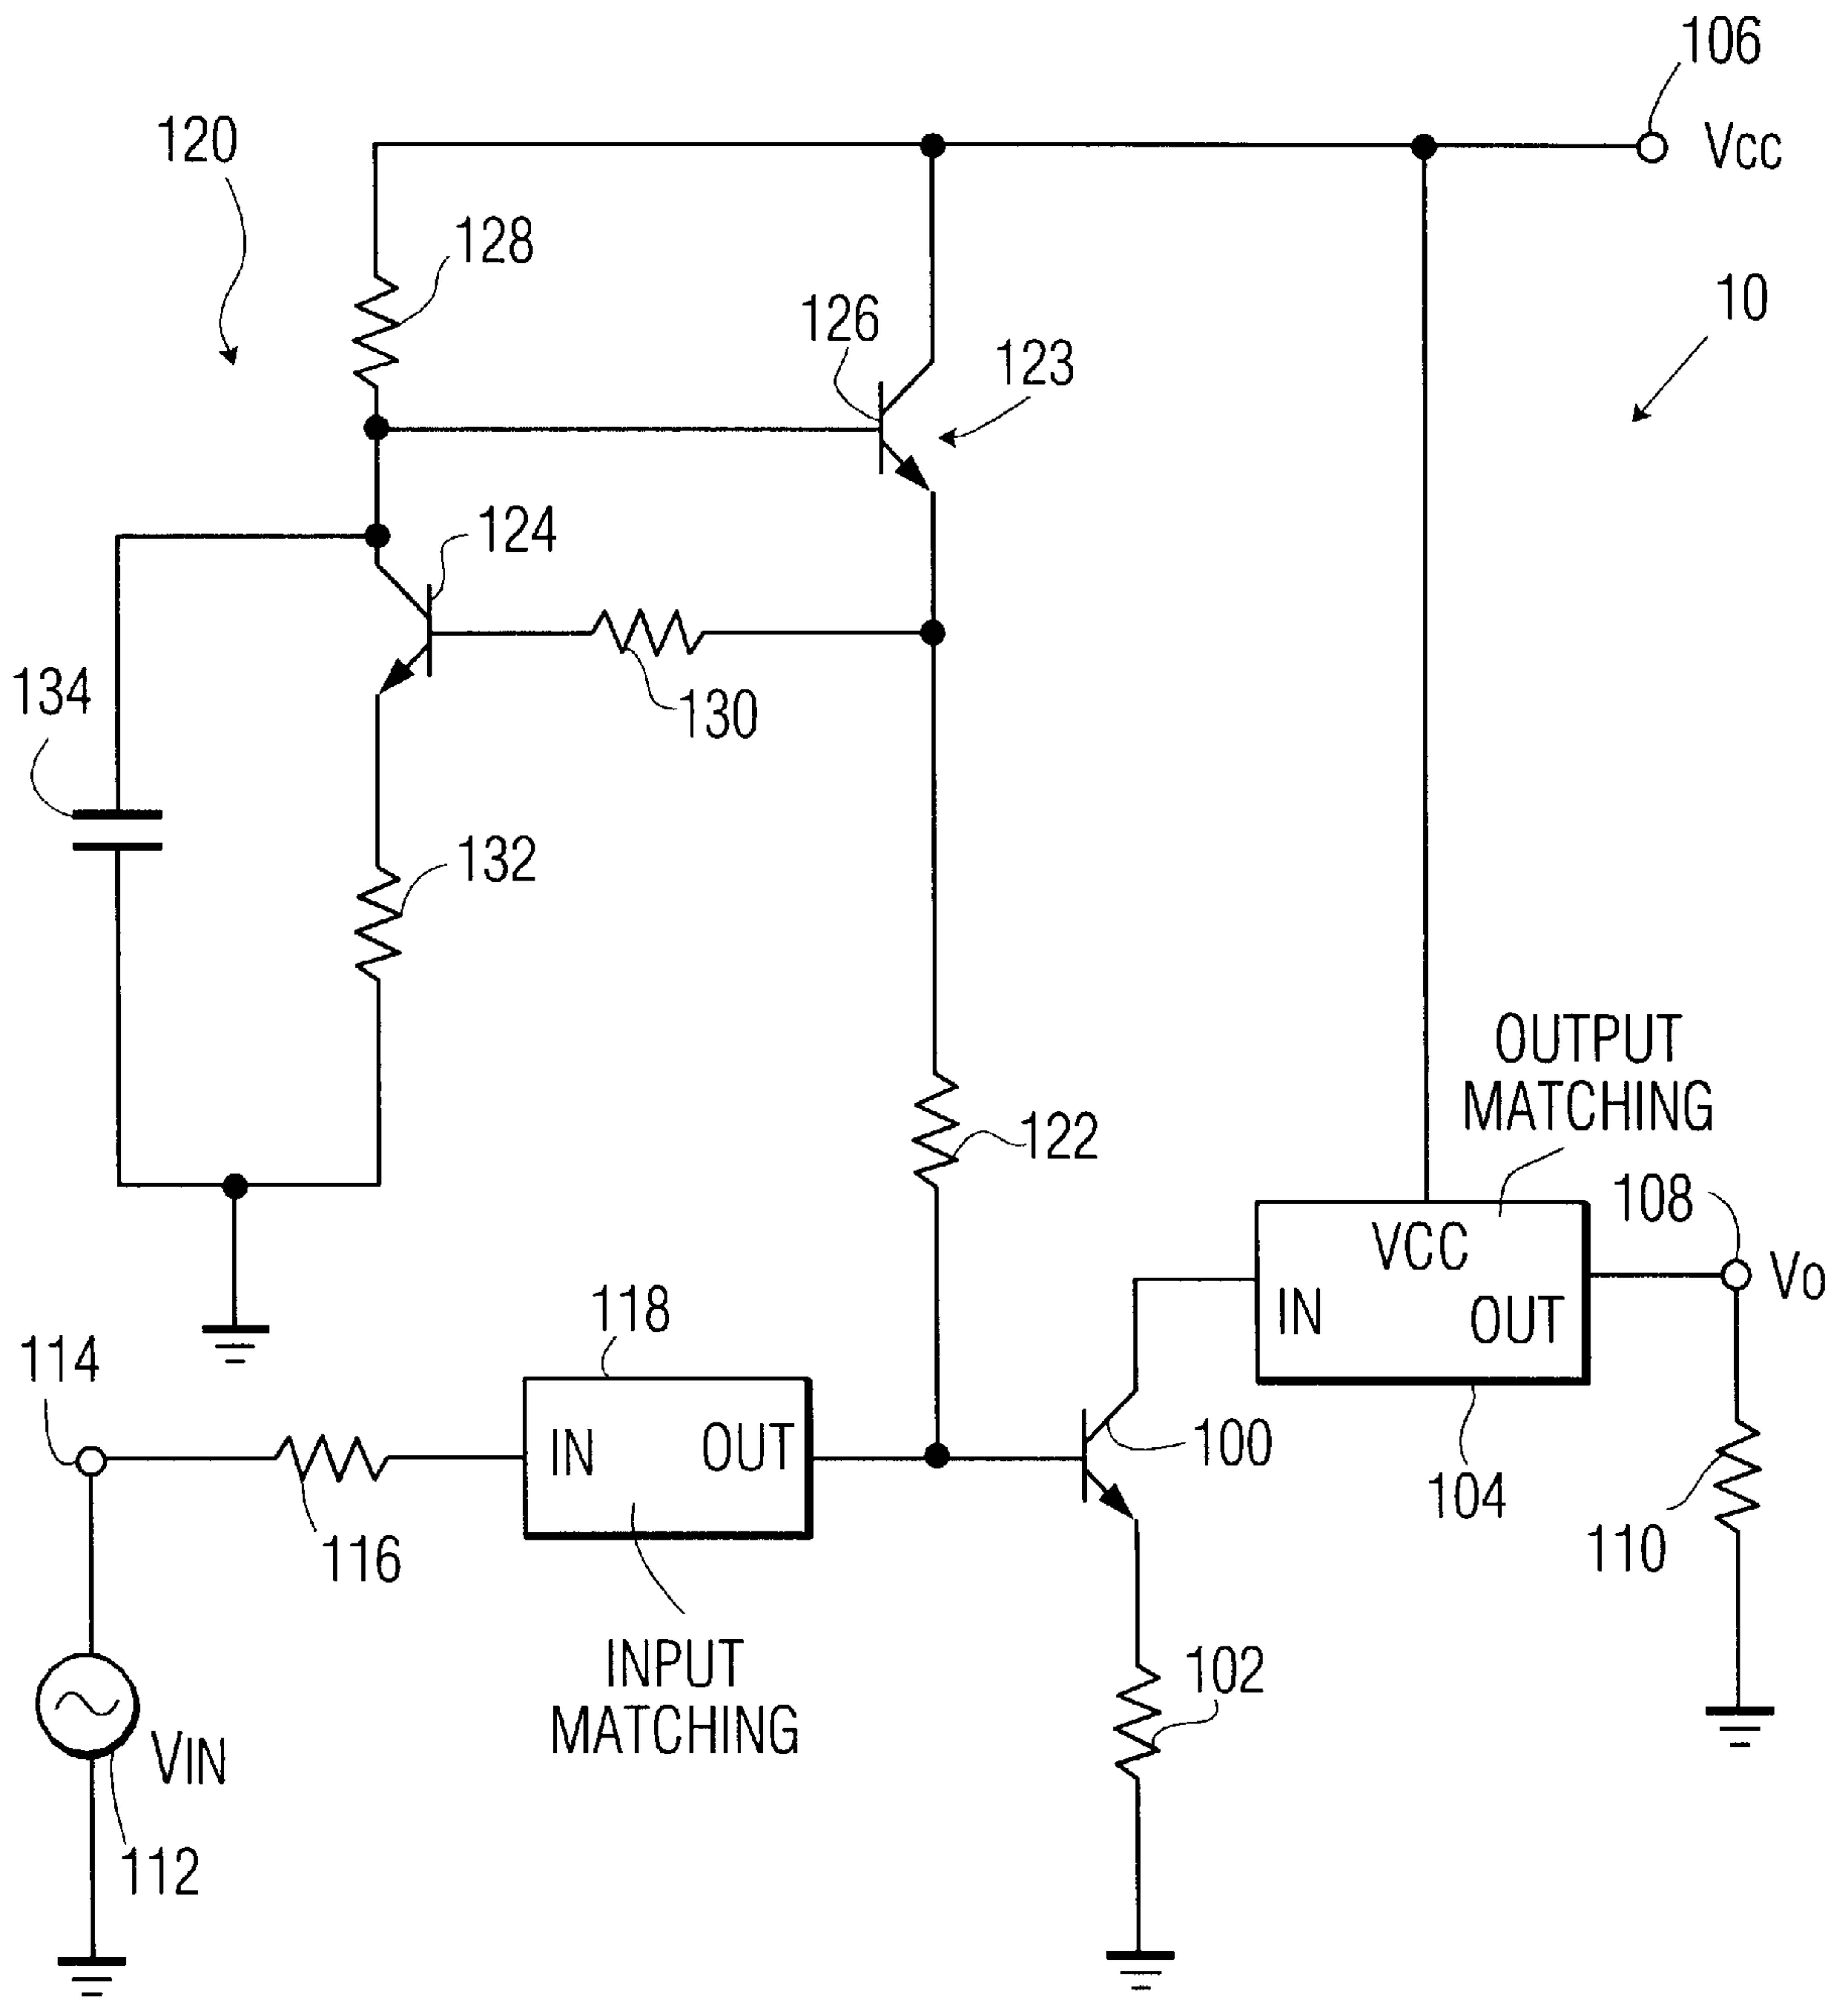 106
VCC
120
128
10
126
123
124
134
130
132
OUTPUT
MATCHING
122
108
VCC
VO
IN
OUT
118
114
IN
OUT
100
104
110
116
INPUT
MATCHING
102
VIN
112